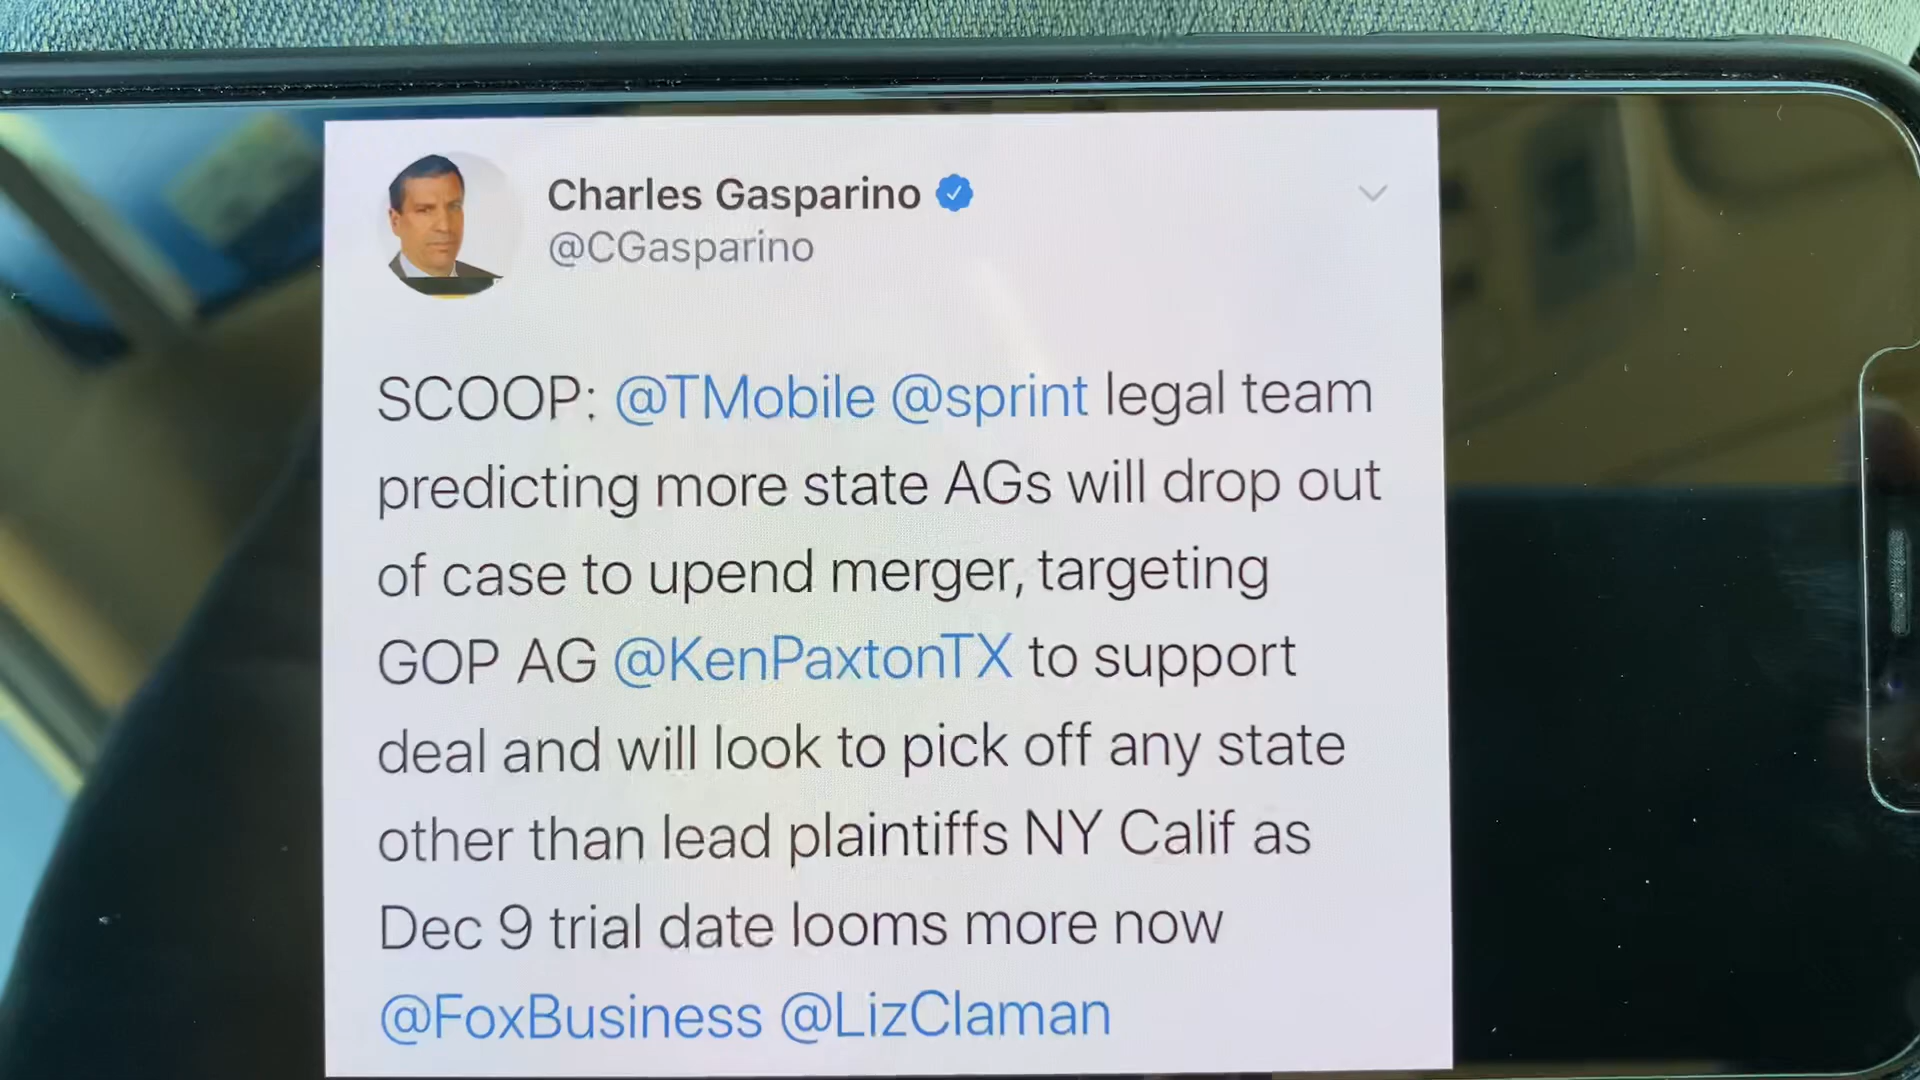 Charles Gasparino
@CGasparino
SCOOP: @TMobile @sprint legal team
predicting more state AGs will drop out
of case to upend merger, targeting
GOP AG @KenPaxtonTX to support
deal and will look to pick off any state
other than lead plaintiffs NY Calif as
Dec 9 trial date looms more now
@FoxBusiness @LizClaman